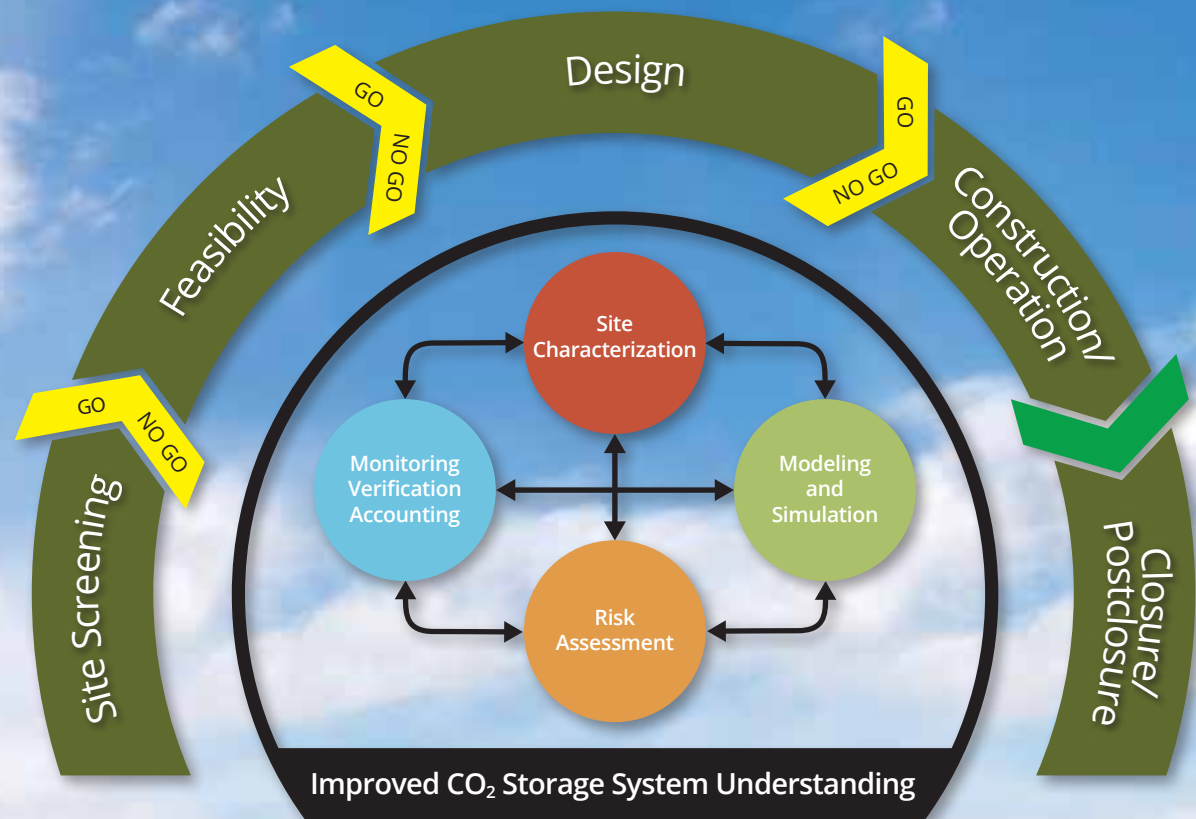 Site Screening
GO
NO GO
Feasibility
GO
NO GO
Design
GO
NO GO
Construction/
Operation
Closure/
Postclosure
Site
Characterization
Monitoring
Verification
Accounting
Modeling
and
Simulation
Risk
Assessment
Improved CO₂ Storage System Understanding